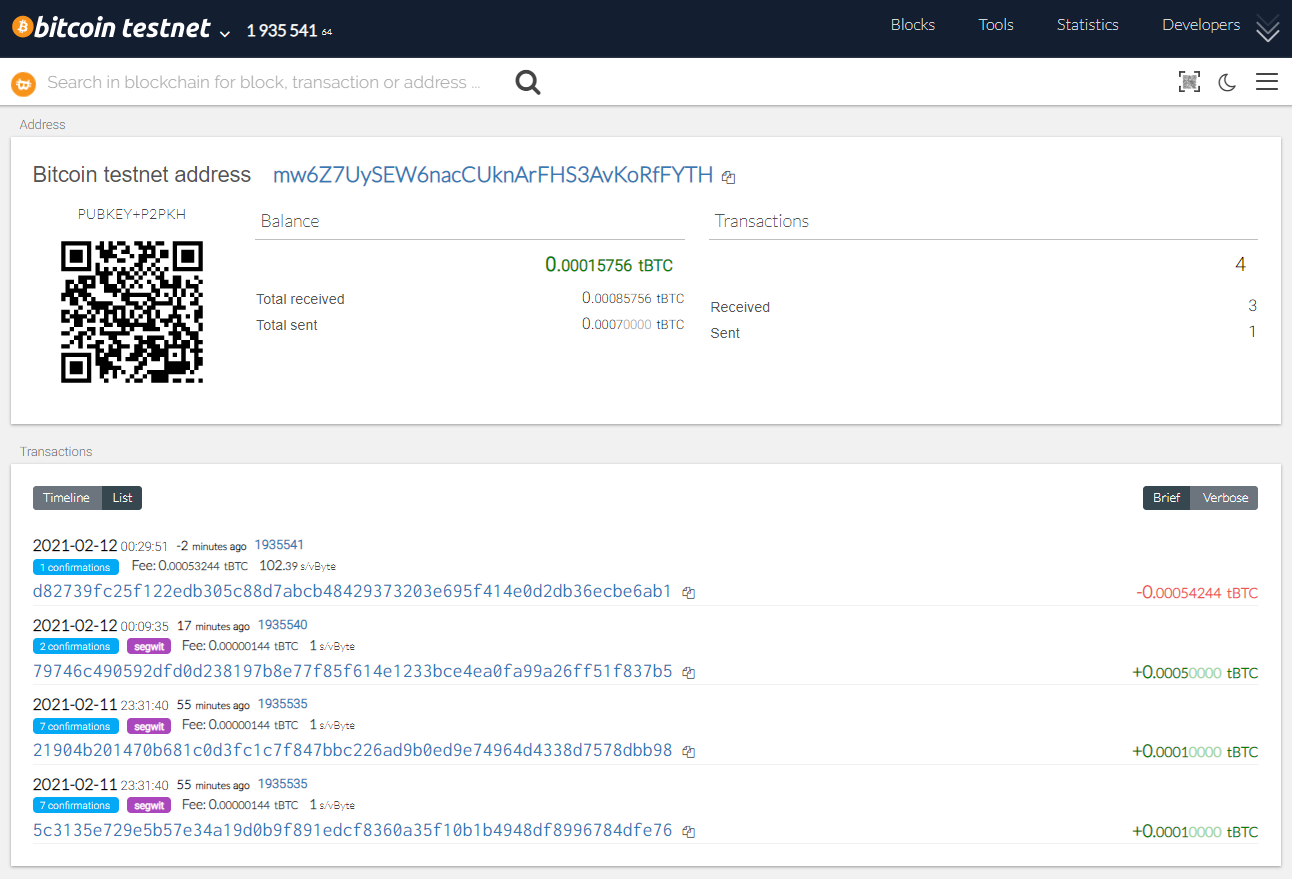 bitcoin testnet 1 935 541 64 Blocks Tools Statistics Developers
Search in blockchain for block, transaction or address ...
Address
Bitcoin testnet address mw6Z7UySEW6nacCUknArFHS3AvKoRfFYTH
PUBKEY+P2PKH
Balance Transactions
0.00015756 tBTC 4
Total received 0.00085756 tBTC Received 3
Total sent 0.00070000 tBTC Sent 1
Transactions
Timeline List Brief Verbose
2021-02-12 00:29:51 -2 minutes ago 1935541
1 confirmations Fee: 0.00053244 tBTC 102.39 s/vByte
d82739fc25f122edb305c88d7abcb48429373203e695f414e0d2db36ecbe6ab1 -0.00054244 tBTC
2021-02-12 00:09:35 17 minutes ago 1935540
2 confirmations segwit Fee: 0.00000144 tBTC 1 s/vByte
79746c490592dfd0d238197b8e77f85f614e1233bce4ea0fa99a26ff51f837b5 +0.00050000 tBTC
2021-02-11 23:31:40 55 minutes ago 1935535
7 confirmations segwit Fee: 0.00000144 tBTC 1 s/vByte
21904b201470b681c0d3fc1c7f847bbc226ad9b0ed9e74964d4338d7578dbb98 +0.00010000 tBTC
2021-02-11 23:31:40 55 minutes ago 1935535
7 confirmations segwit Fee: 0.00000144 tBTC 1 s/vByte
5c3135e729e5b57e34a19d0b9f891edcf8360a35f10b1b4948df8996784dfe76 +0.00010000 tBTC